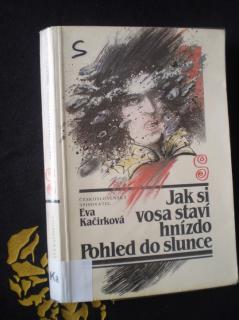 S
S
ČESKOSLOVENSKÝ
SPISOVATEL
Eva
Kačírková
Jak si
vosa staví
hnízdo
Pohled do slunce